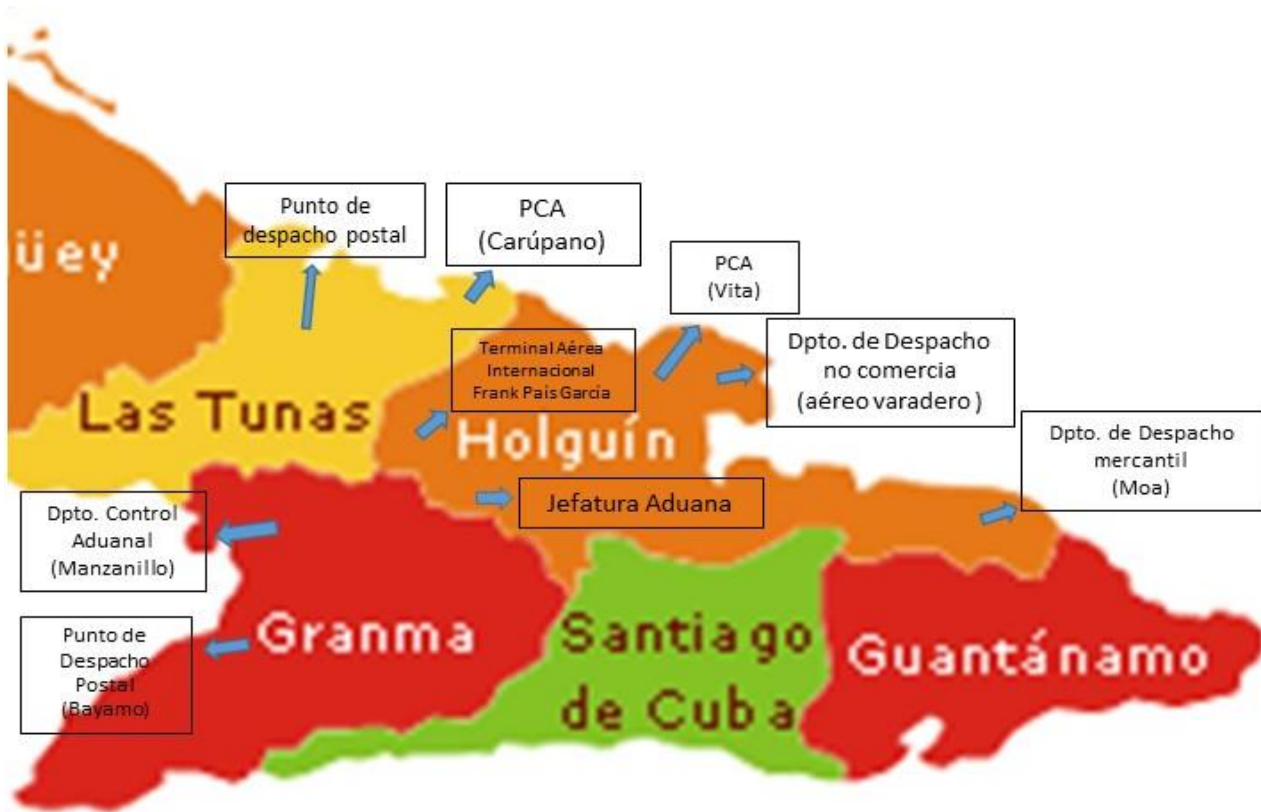 Punto de
despacho postal
PCA
(Carúpano)
PCA
(Vita)
üey
Terminal Aérea
Internacional
Frank País García
Dpto. de Despacho
no comercia
(aéreo varadero )
Las Tunas
Holguín
Dpto. de Despacho
mercantil
(Moa)
Jefatura Aduana
Dpto. Control
Aduanal
(Manzanillo)
Punto de
Despacho
Postal
(Bayamo)
Granma
Santiago
de Cuba
Guantánamo